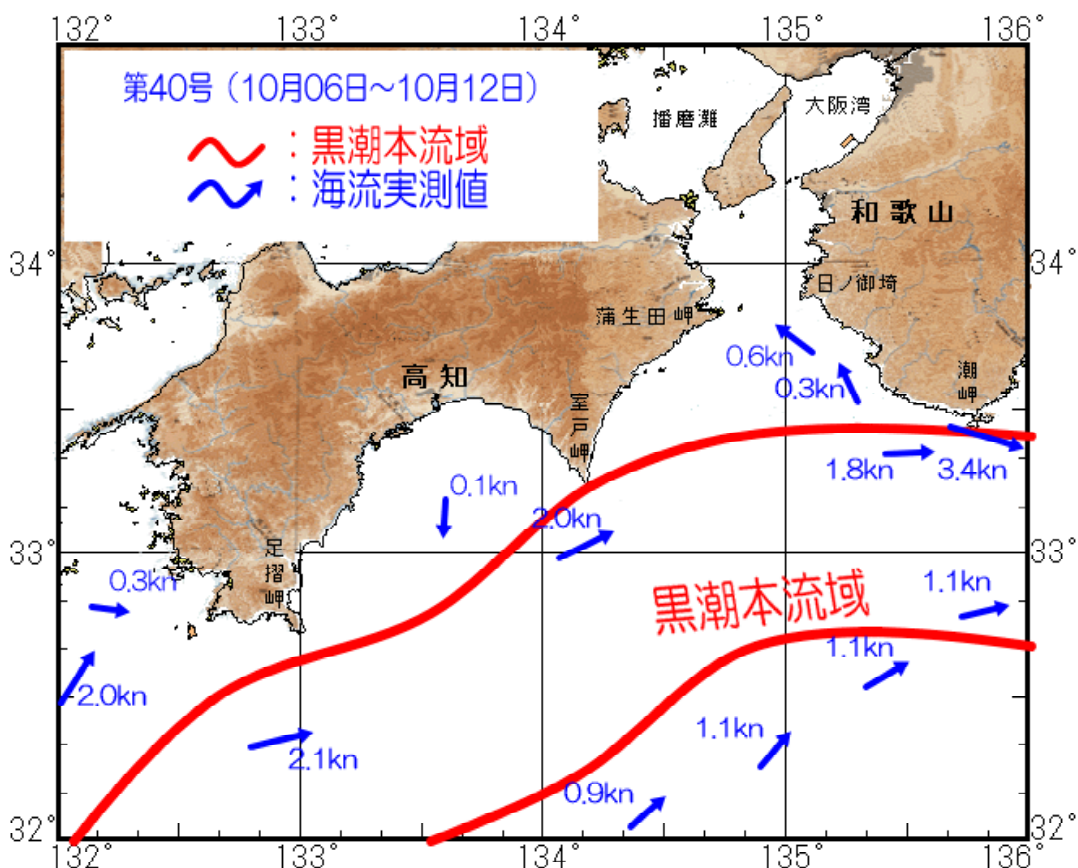 132° 133° 134° 135° 136°
第40号（10月06日～10月12日）
：黒潮本流域
：海流実測値
播磨灘
大阪湾
和歌山
34° 34°
日ノ御埼
蒲生田岬
0.6kn
潮岬
高知
0.3kn
室戸岬
1.8kn 3.4kn
0.1kn
2.0kn
33° 33°
足摺岬
0.3kn
黒潮本流域
1.1kn
1.1kn
2.0kn
1.1kn
2.1kn
0.9kn
32° 32°
132° 133° 134° 135° 136°